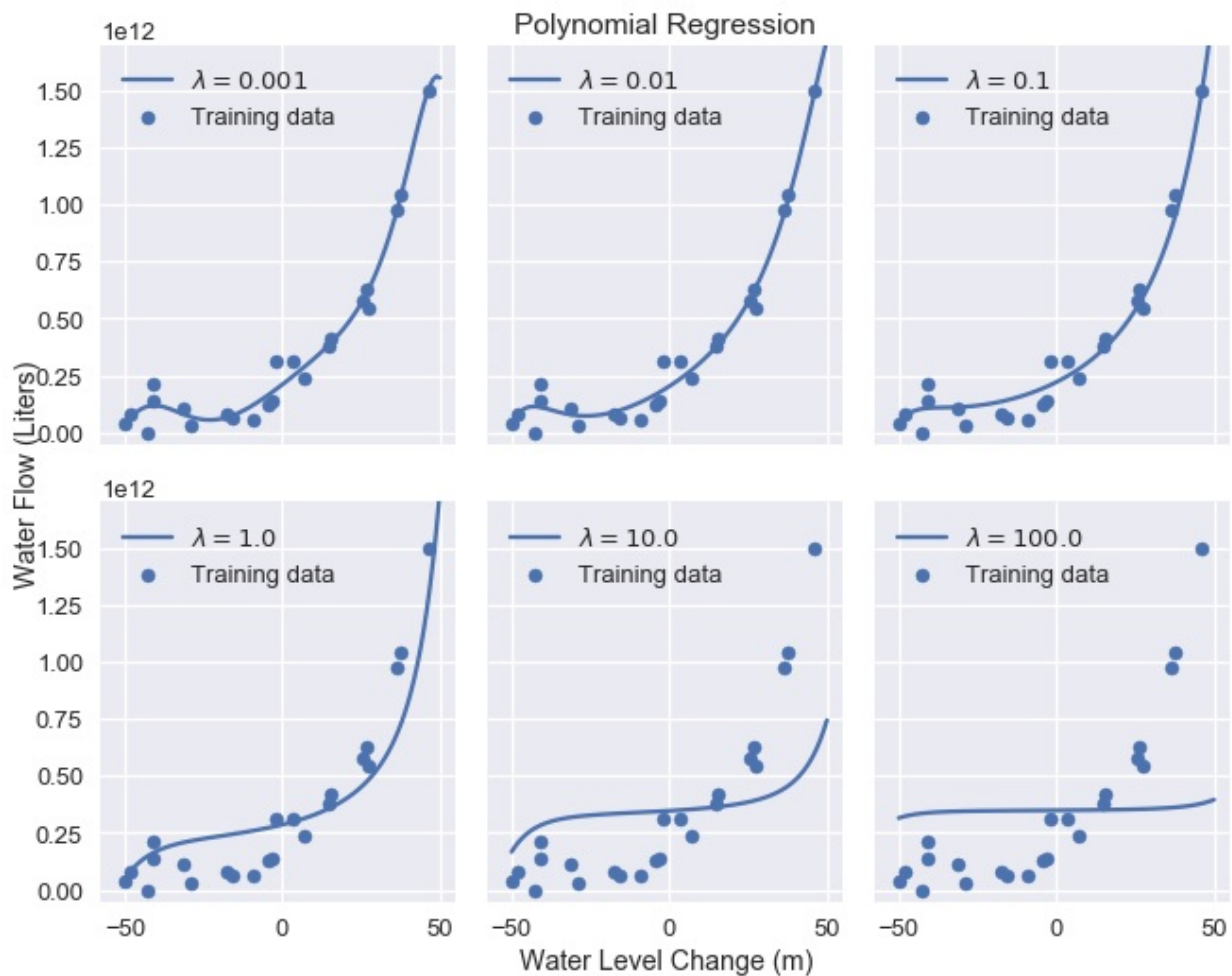 Polynomial Regression
1e12
λ = 0.001
Training data
λ = 0.01
Training data
λ = 0.1
Training data
1.50
1.25
1.00
0.75
0.50
0.25
0.00
Water Flow (Liters)
1e12
λ = 1.0
Training data
λ = 10.0
Training data
λ = 100.0
Training data
1.50
1.25
1.00
0.75
0.50
0.25
0.00
−50 0 50
−50 0 50
−50 0 50
Water Level Change (m)